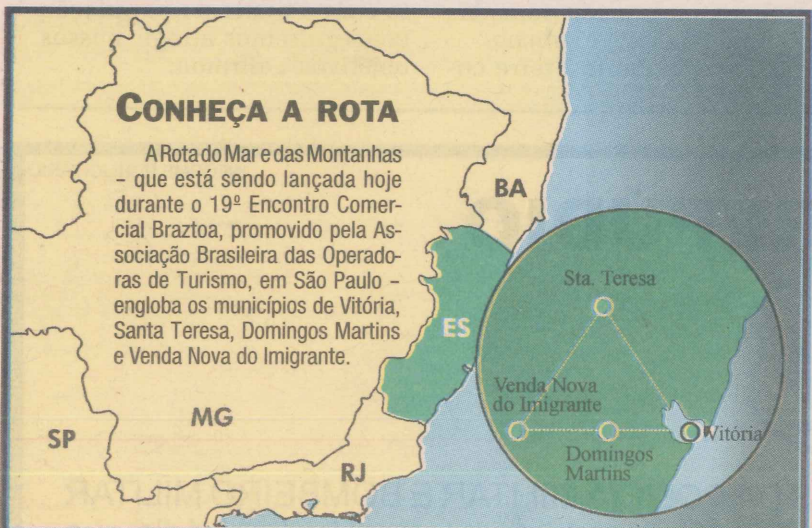 CONHEÇA A ROTA
A Rota do Mar e das Montanhas
– que está sendo lançada hoje
durante o 19º Encontro Comer-
cial Braztoa, promovido pela As-
sociação Brasileira das Operado-
ras de Turismo, em São Paulo –
engloba os municípios de Vitória,
Santa Teresa, Domingos Martins
e Venda Nova do Imigrante.
BA
ES
MG
SP
RJ
Sta. Teresa
Venda Nova
do Imigrante
Vitória
Domingos
Martins